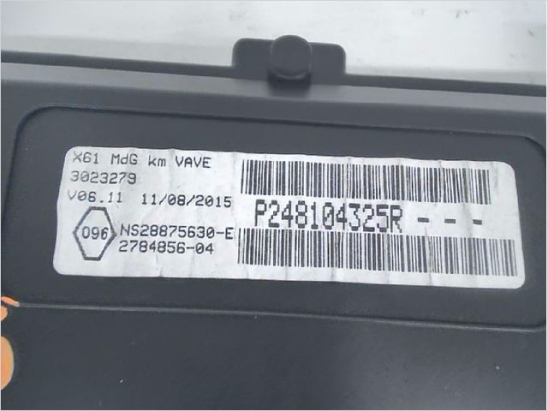 X61 MdG km VAVE
3023279
V06.11 11/08/2015
P248104325R---
096
NS28875630-E
2784856-04